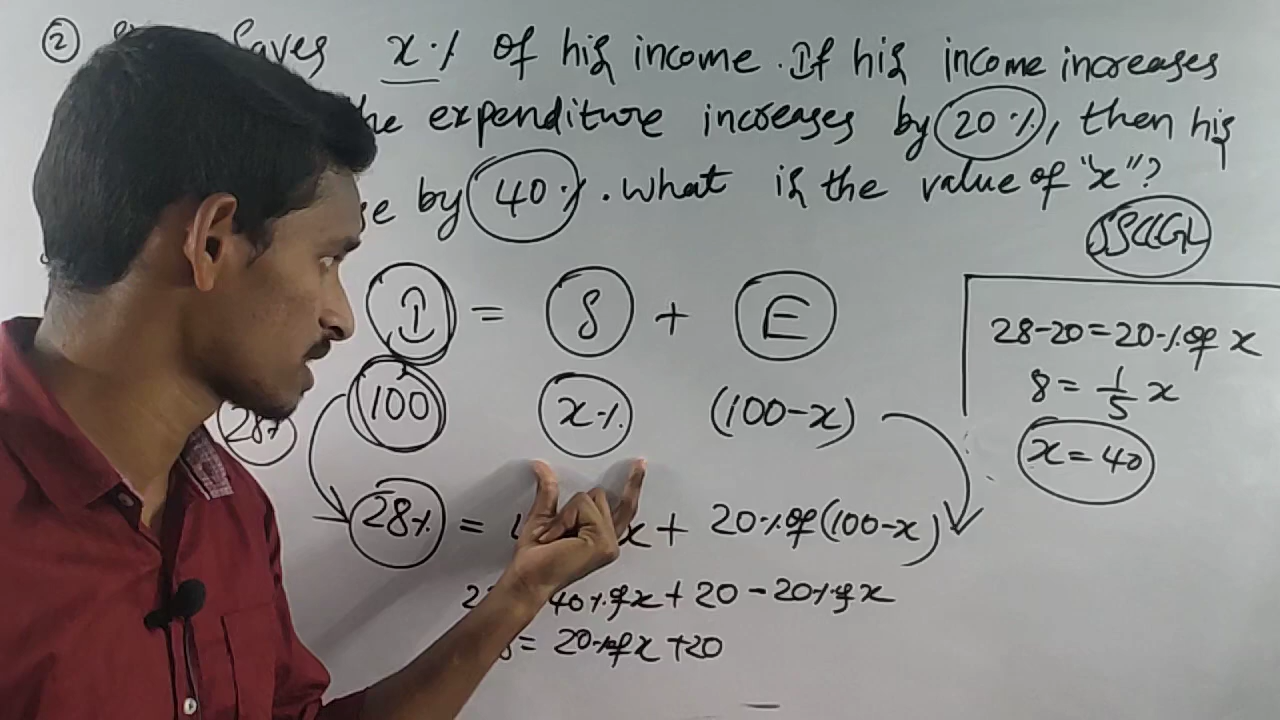 ② Saves x% of his income. If his income increases
the expenditure increases by 20%, then his
by 40%. What is the value of "x"?
SSCCGL
I = S + E
100 x% (100-x)
28%
28% = x + 20% of (100-x)
40% of x + 20 - 20% of x
= 20% of x + 20
28-20 = 20% of x
8 = 1/5 x
x = 40